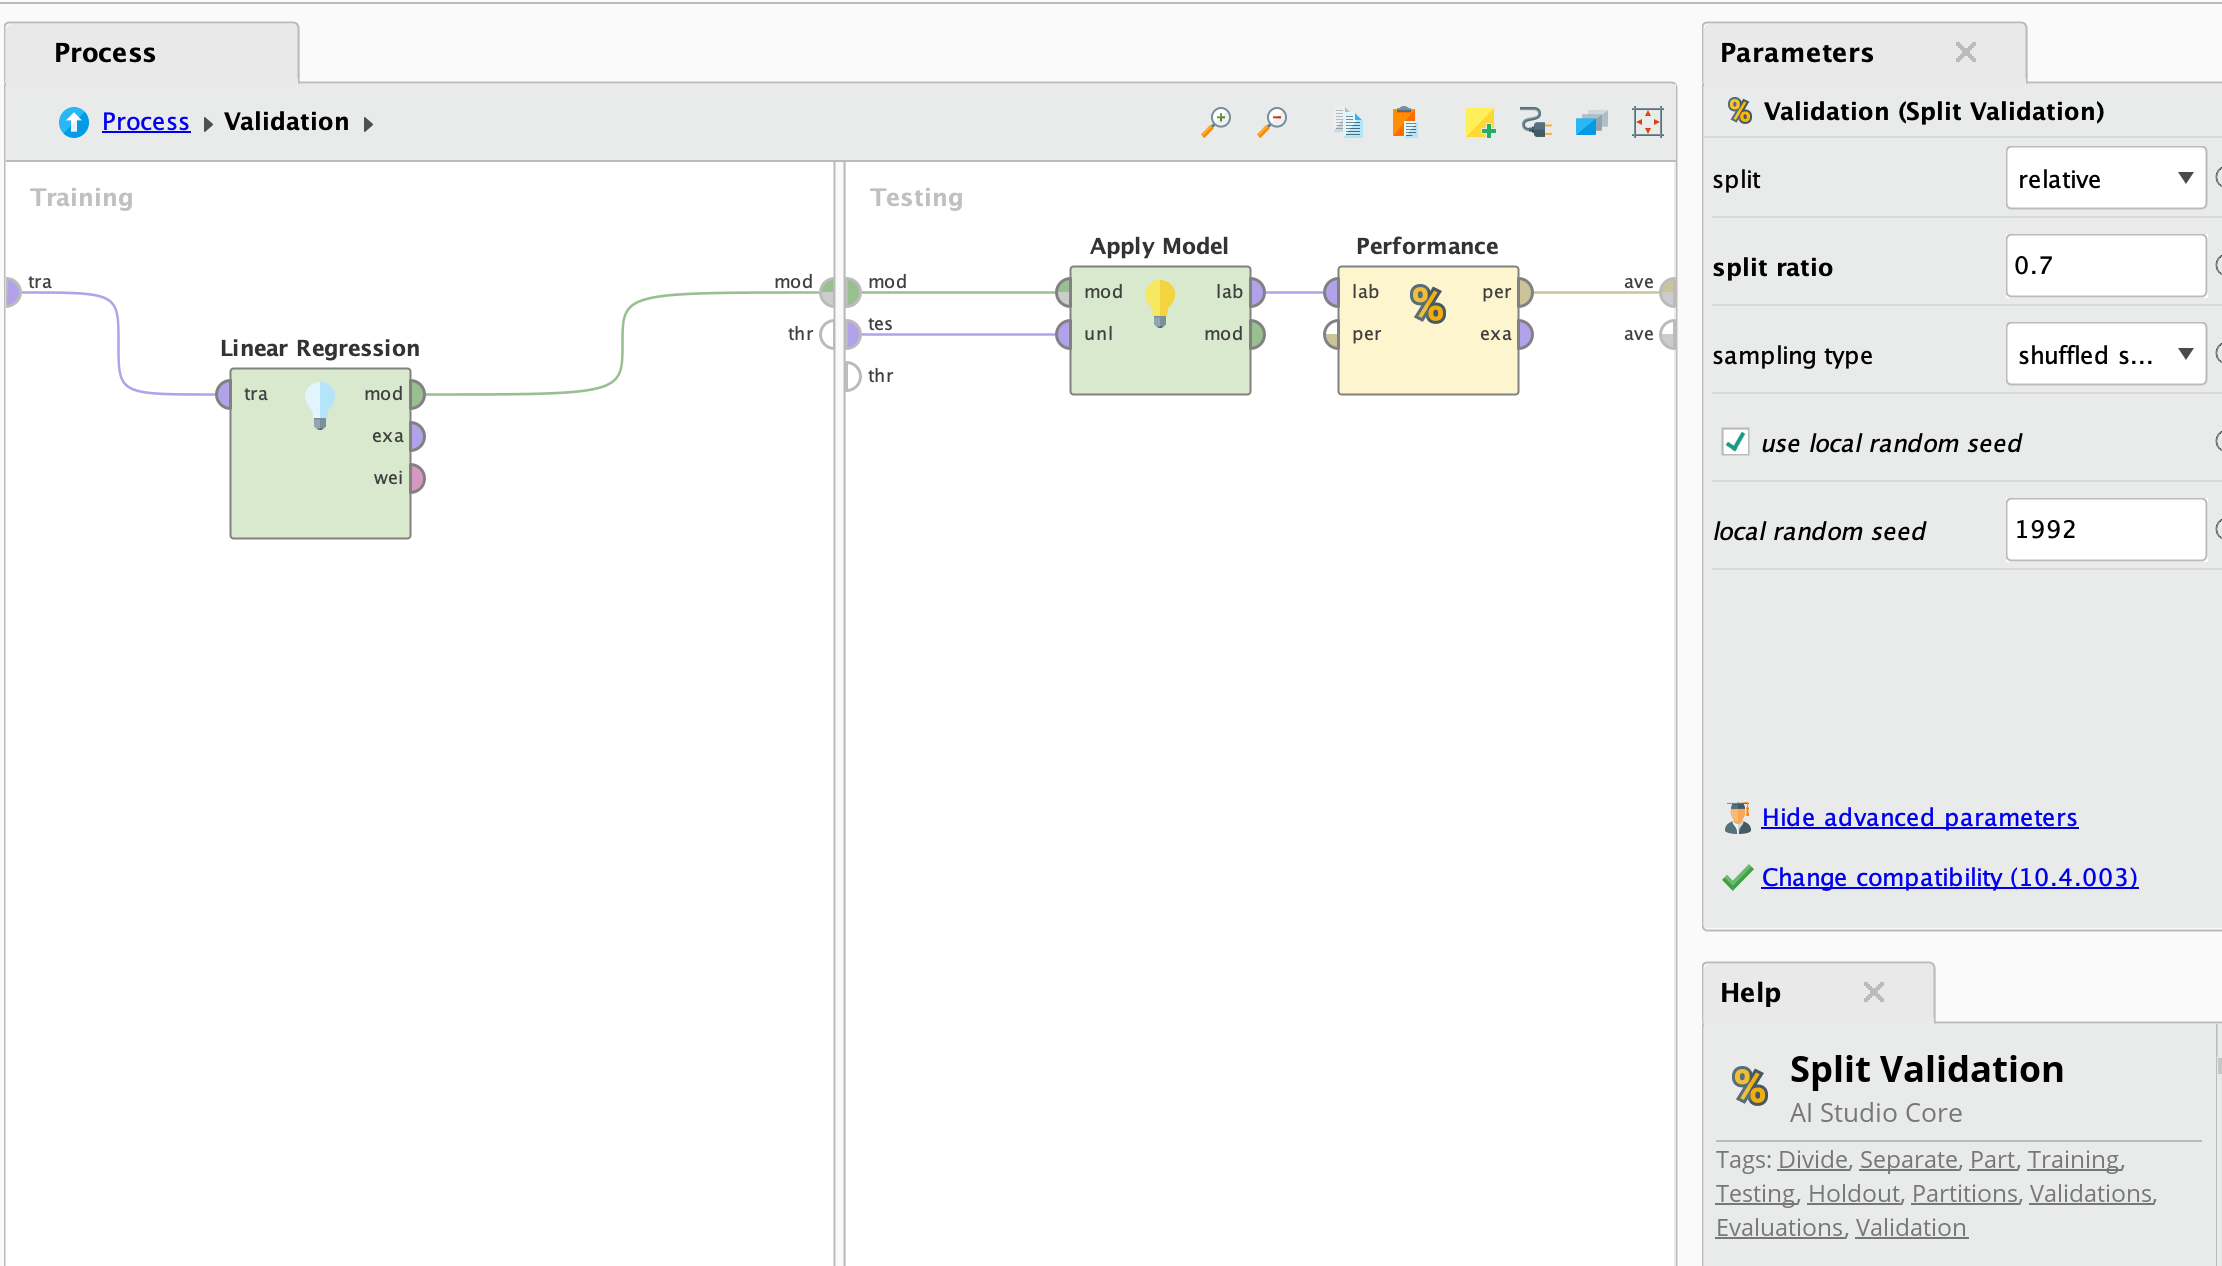 Process
Process Validation
Training
tra
mod
thr
Linear Regression
tra
mod
exa
wei
Testing
mod
tes
thr
Apply Model
mod
lab
unl
mod
Performance
lab
per
per
exa
ave
ave
Parameters
Validation (Split Validation)
split relative
split ratio 0.7
sampling type shuffled s...
use local random seed
local random seed 1992
Hide advanced parameters
Change compatibility (10.4.003)
Help
Split Validation
AI Studio Core
Tags: Divide, Separate, Part, Training,
Testing, Holdout, Partitions, Validations,
Evaluations, Validation